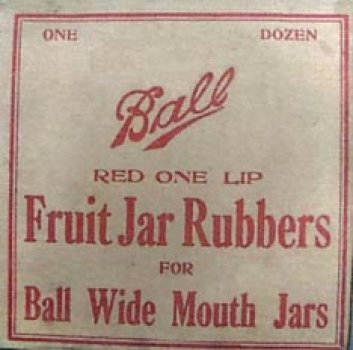 ONE DOZEN
Ball
RED ONE LIP
Fruit Jar Rubbers
FOR
Ball Wide Mouth Jars